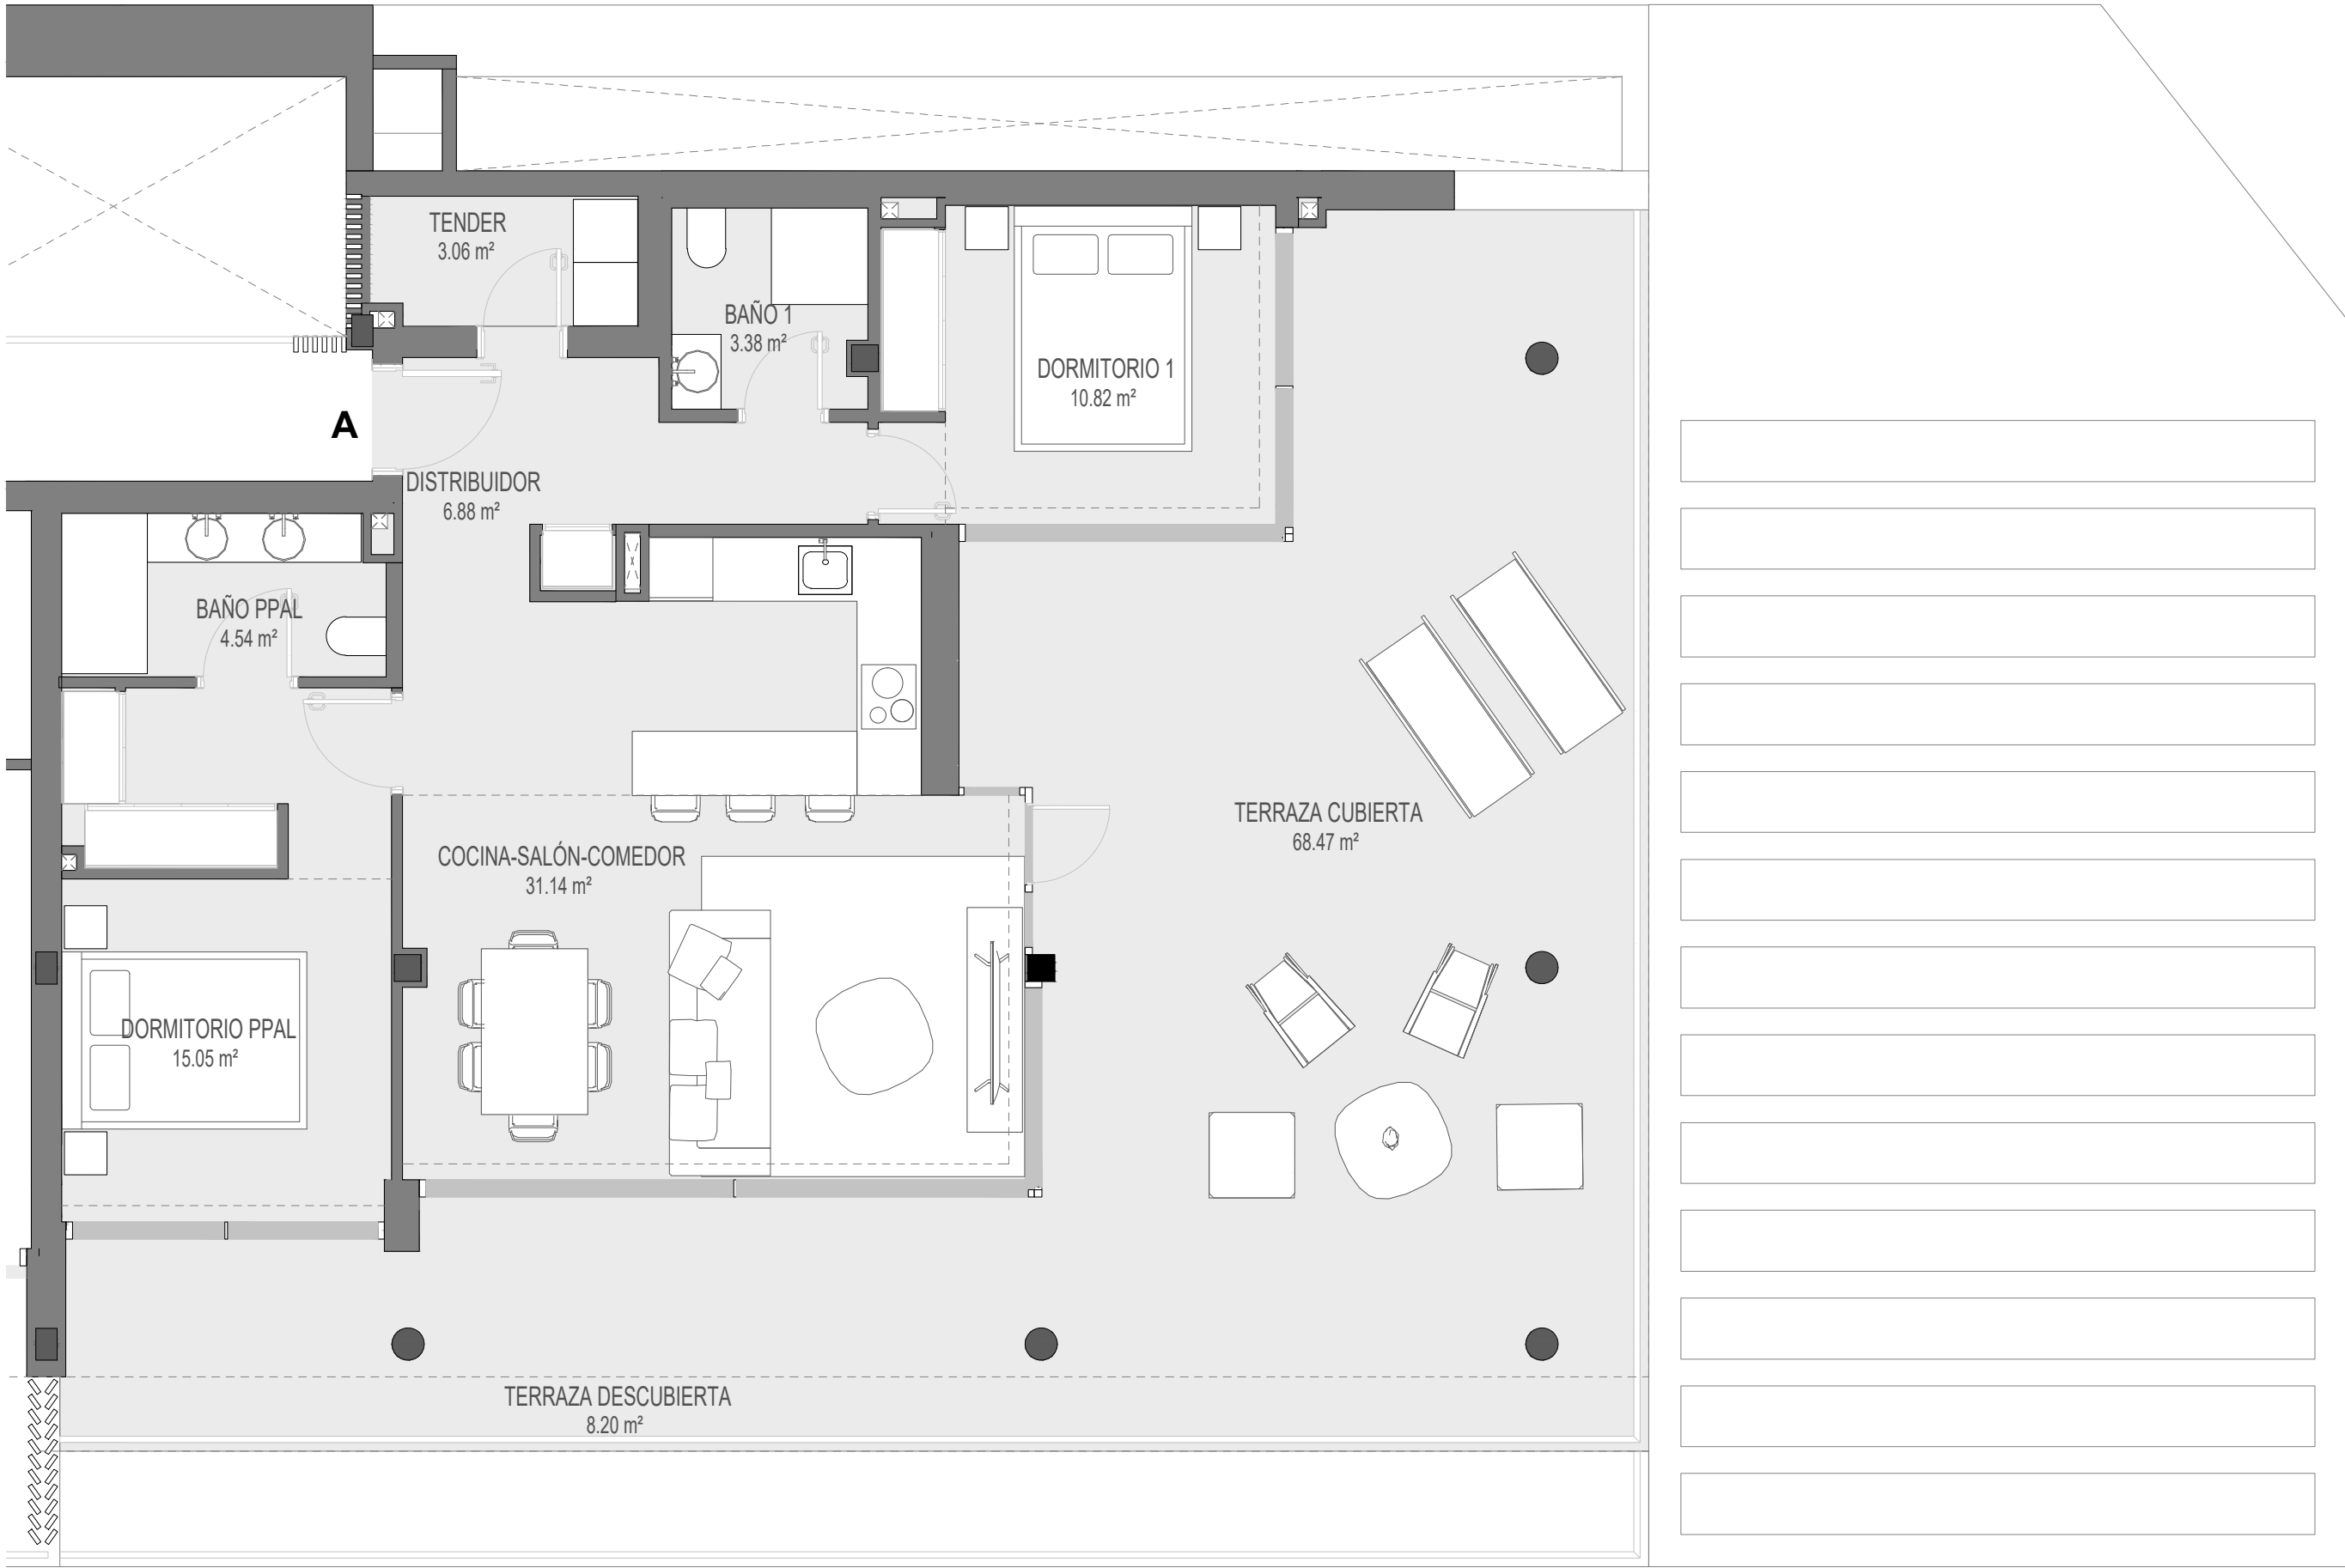 TENDER
3.06 m²
BAÑO 1
3.38 m²
DORMITORIO 1
10.82 m²
A
DISTRIBUIDOR
6.88 m²
BAÑO PPAL
4.54 m²
TERRAZA CUBIERTA
68.47 m²
COCINA-SALÓN-COMEDOR
31.14 m²
DORMITORIO PPAL
15.05 m²
TERRAZA DESCUBIERTA
8.20 m²